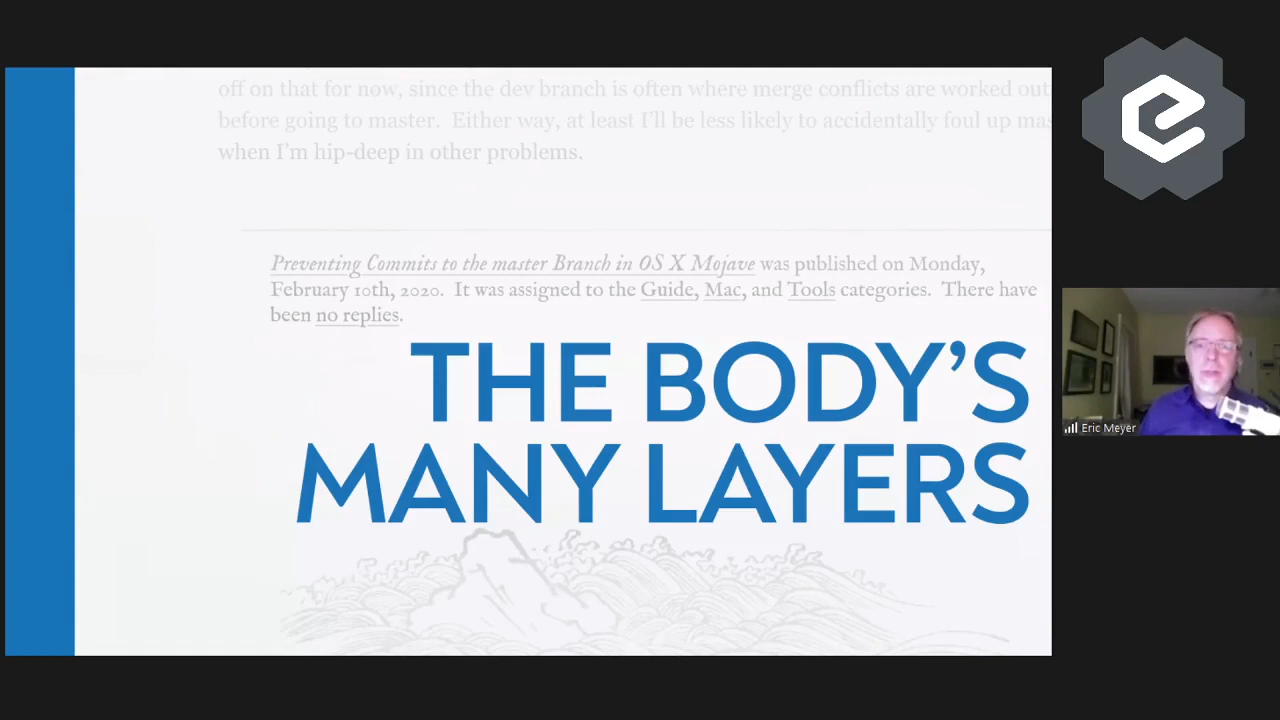 off on that for now, since the dev branch is often where merge conflicts are worked out
before going to master.  Either way, at least I'll be less likely to accidentally foul up mas
when I'm hip-deep in other problems.
Preventing Commits to the master Branch in OS X Mojave was published on Monday,
February 10th, 2020.  It was assigned to the Guide, Mac, and Tools categories.  There have
been no replies.
THE BODY’S
MANY LAYERS
Eric Meyer